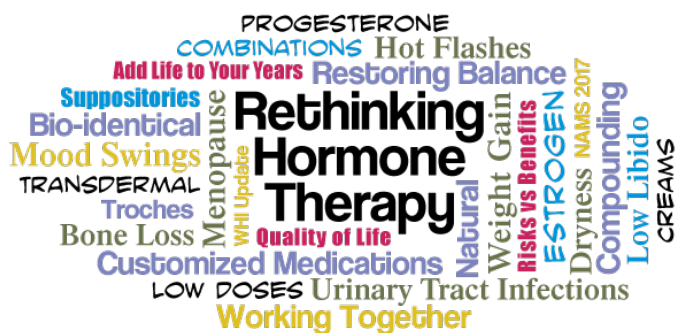 PROGESTERONE
COMBINATIONS Hot Flashes
Add Life to Your Years Restoring Balance
Suppositories
Bio-identical
Mood Swings
TRANSDERMAL
Troches
Bone Loss
Menopause
WHI Update
Rethinking
Hormone
Therapy
Quality of Life
Natural
Weight Gain
Risks vs Benefits
ESTROGEN
Dryness
NAMS 2017
Compounding
Low Libido
CREAMS
Customized Medications
LOW DOSES Urinary Tract Infections
Working Together